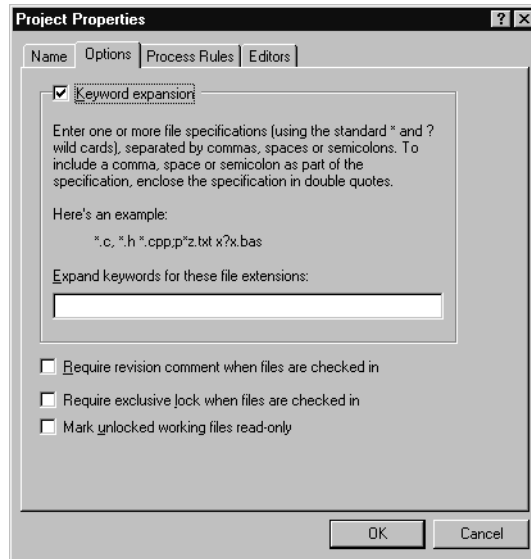 Project Properties
Name Options Process Rules Editors
Keyword expansion
Enter one or more file specifications (using the standard * and ?
wild cards), separated by commas, spaces or semicolons. To
include a comma, space or semicolon as part of the
specification, enclose the specification in double quotes.
Here's an example:
*.c, *.h *.cpp;p*z.txt x?x.bas
Expand keywords for these file extensions:
Require revision comment when files are checked in
Require exclusive lock when files are checked in
Mark unlocked working files read-only
OK Cancel